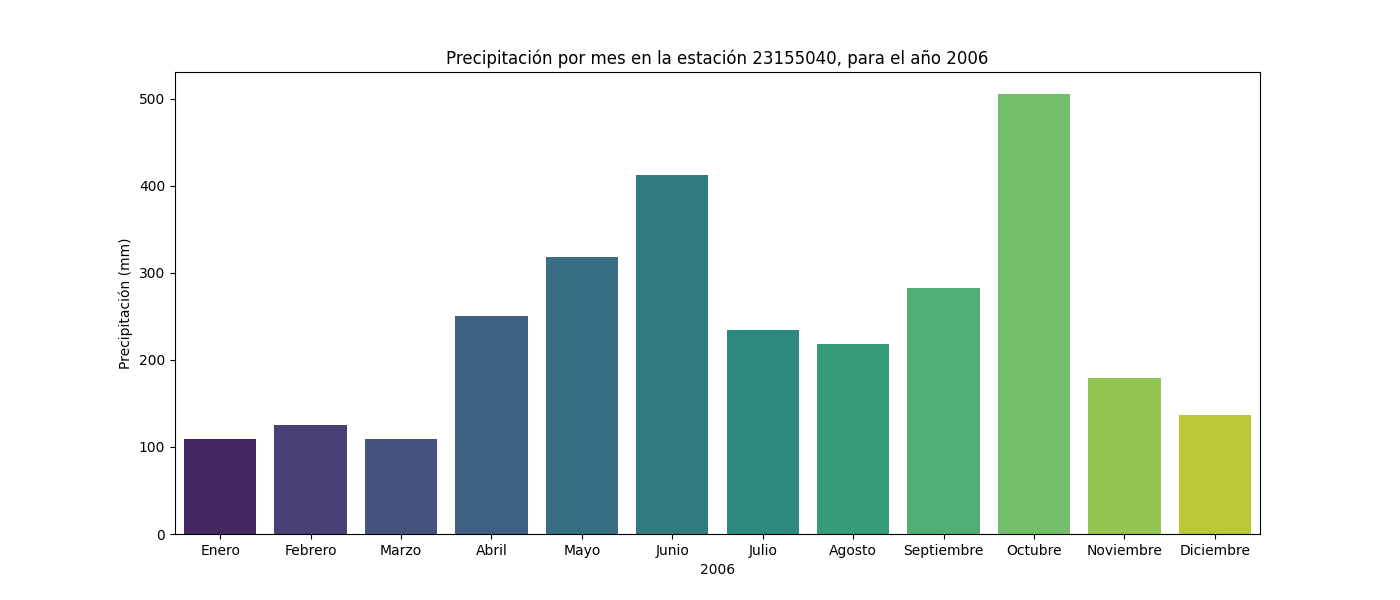 Precipitación por mes en la estación 23155040, para el año 2006
Precipitación (mm)
500
400
300
200
100
0
Enero Febrero Marzo Abril Mayo Junio Julio Agosto Septiembre Octubre Noviembre Diciembre
2006